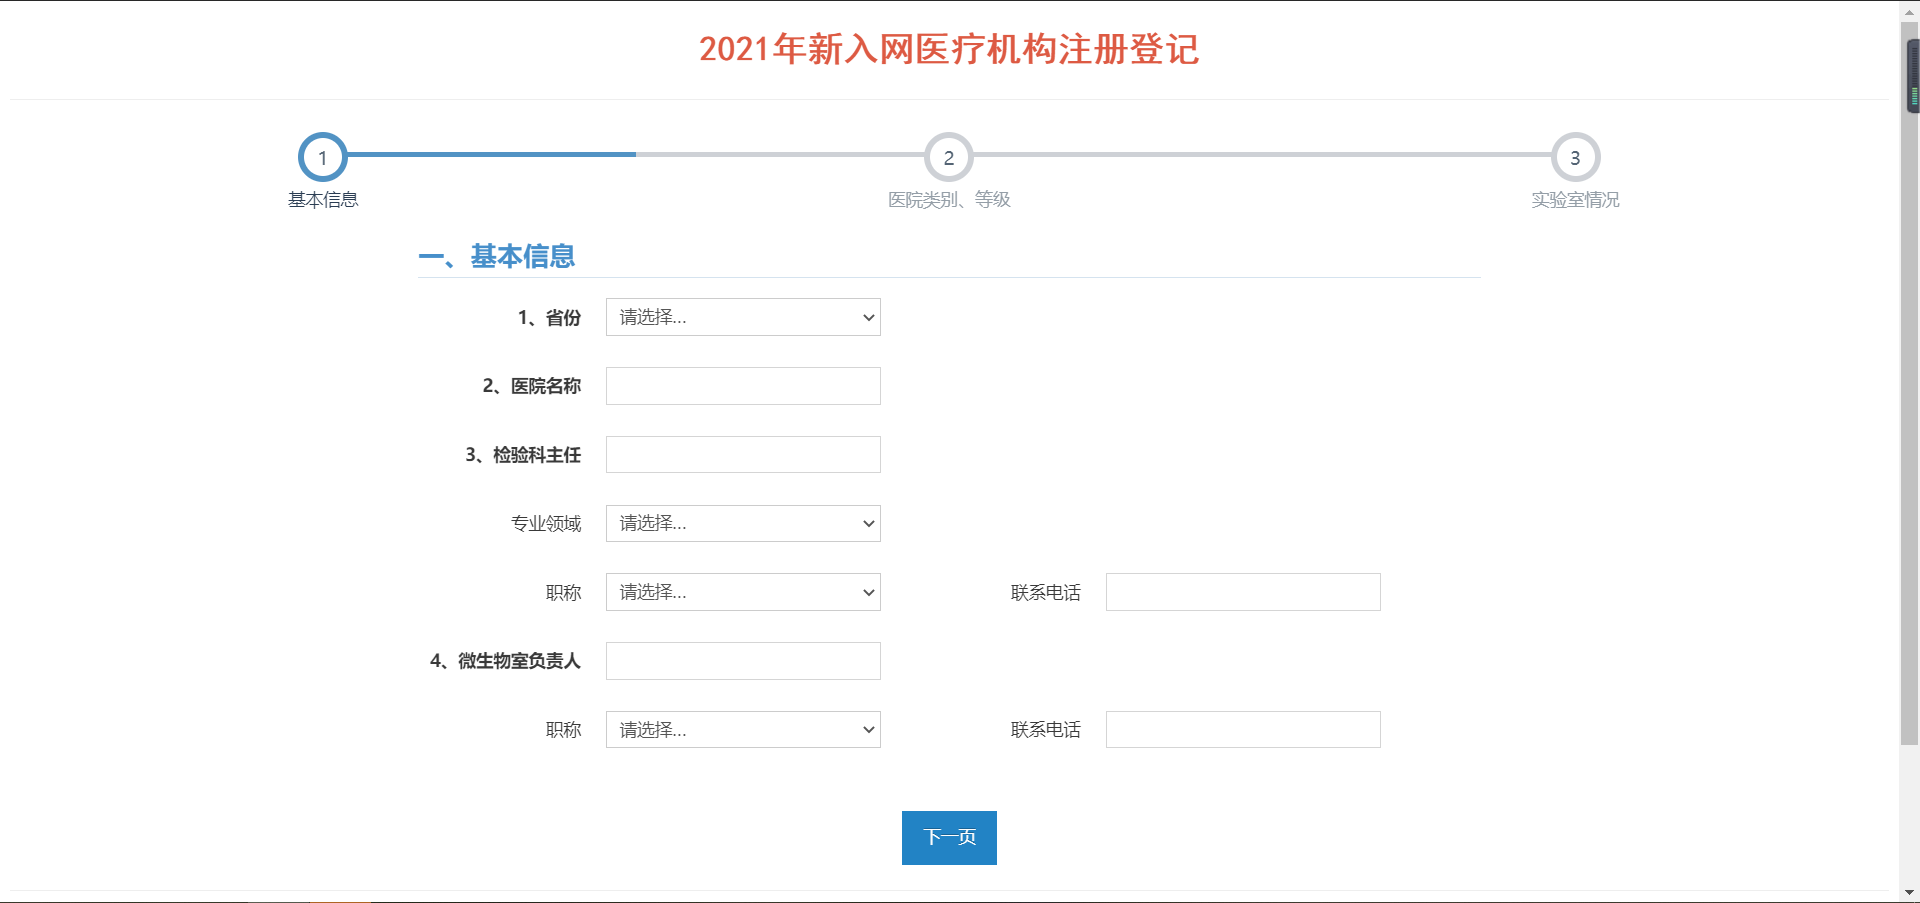 2021年新入网医疗机构注册登记
1 2 3
基本信息 医院类别、等级 实验室情况
一、基本信息
1、省份 请选择...
2、医院名称
3、检验科主任
专业领域 请选择...
职称 请选择... 联系电话
4、微生物室负责人
职称 请选择... 联系电话
下一页